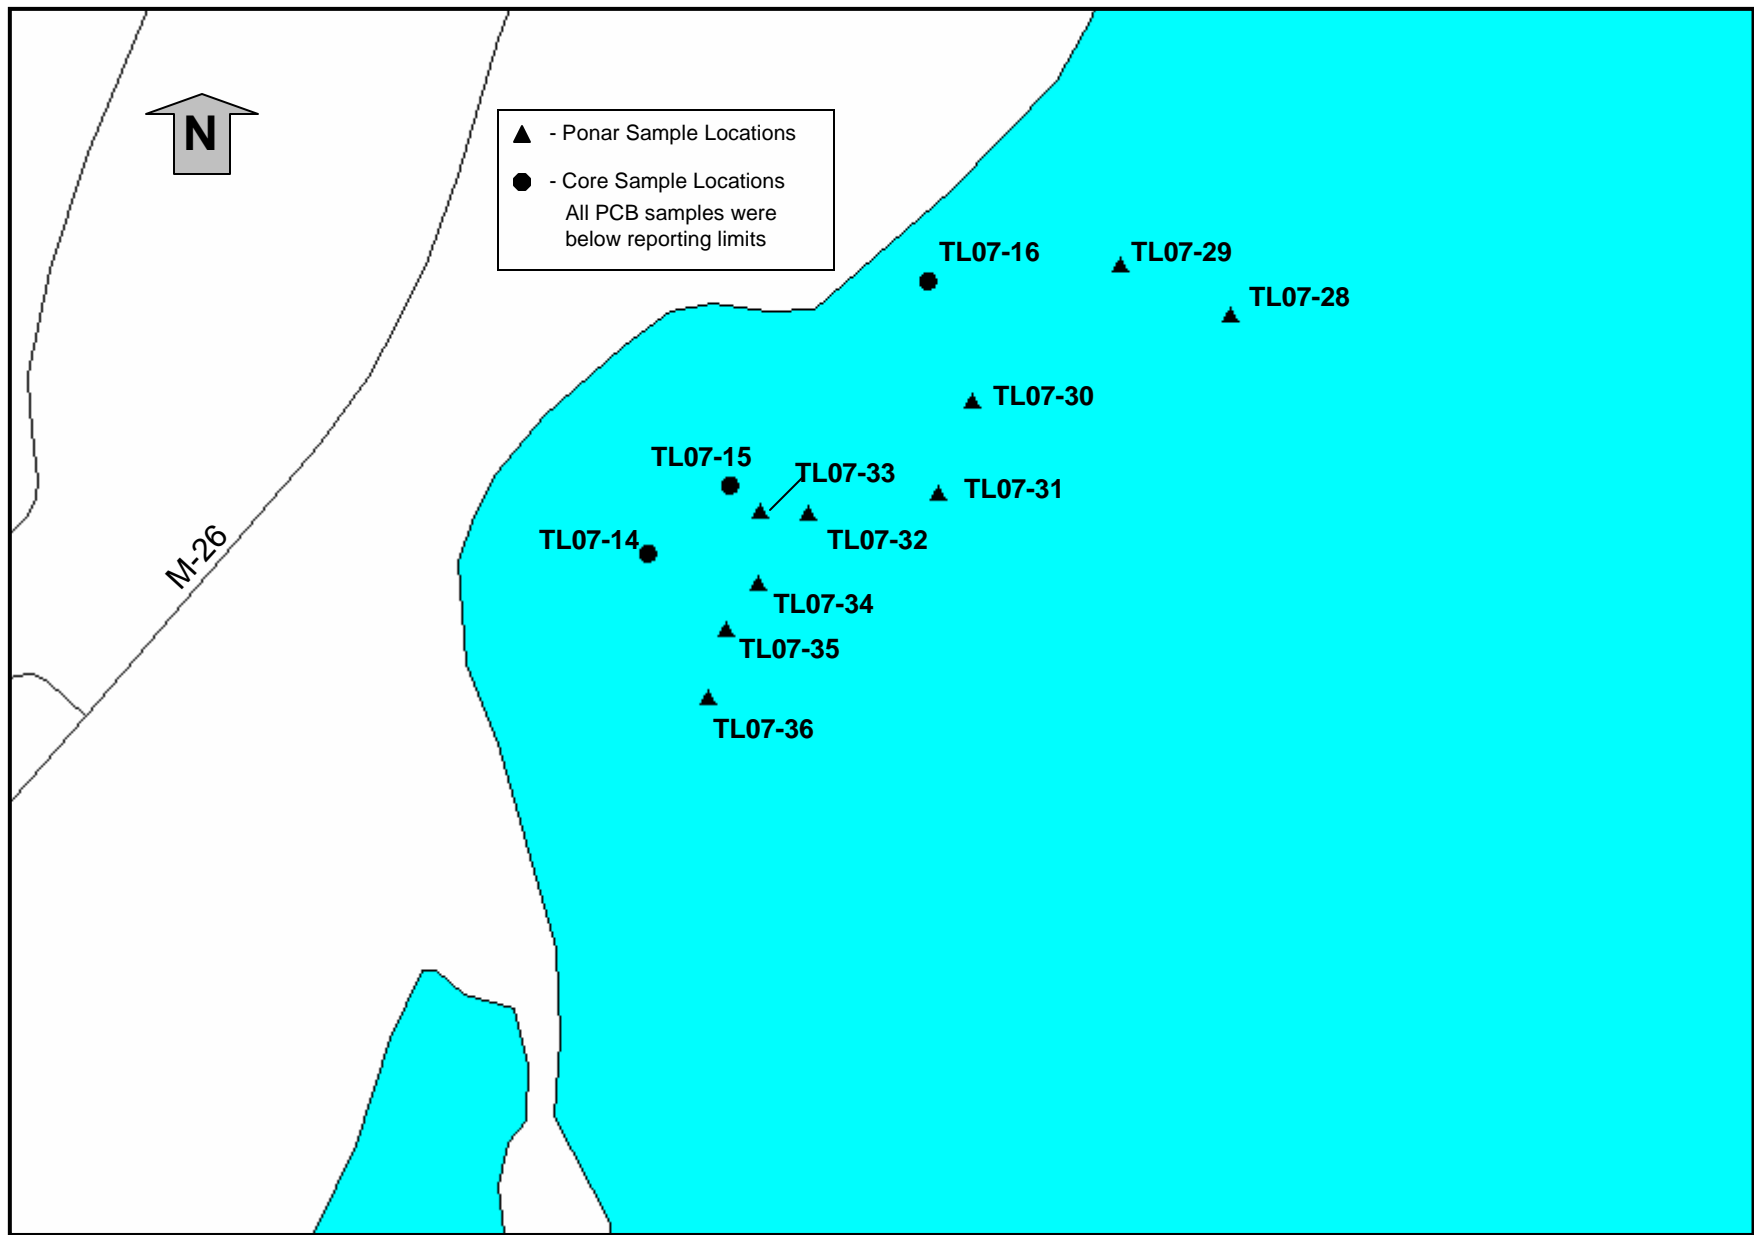 N
- Ponar Sample Locations
- Core Sample Locations
All PCB samples were
below reporting limits
TL07-16
TL07-29
TL07-28
TL07-30
TL07-15
TL07-33
TL07-31
TL07-14
TL07-32
M-26
TL07-34
TL07-35
TL07-36